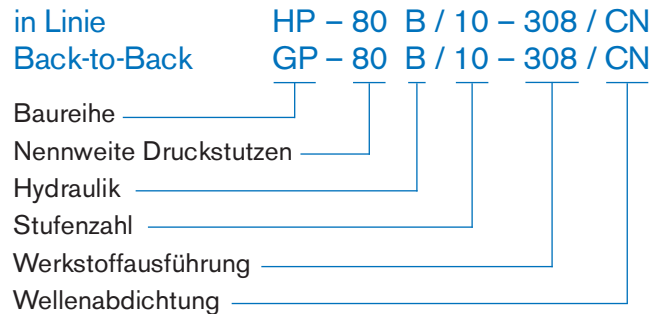 in Linie HP – 80 B / 10 – 308 / CN
Back-to-Back GP – 80 B / 10 – 308 / CN
Baureihe
Nennweite Druckstutzen
Hydraulik
Stufenzahl
Werkstoffausführung
Wellenabdichtung